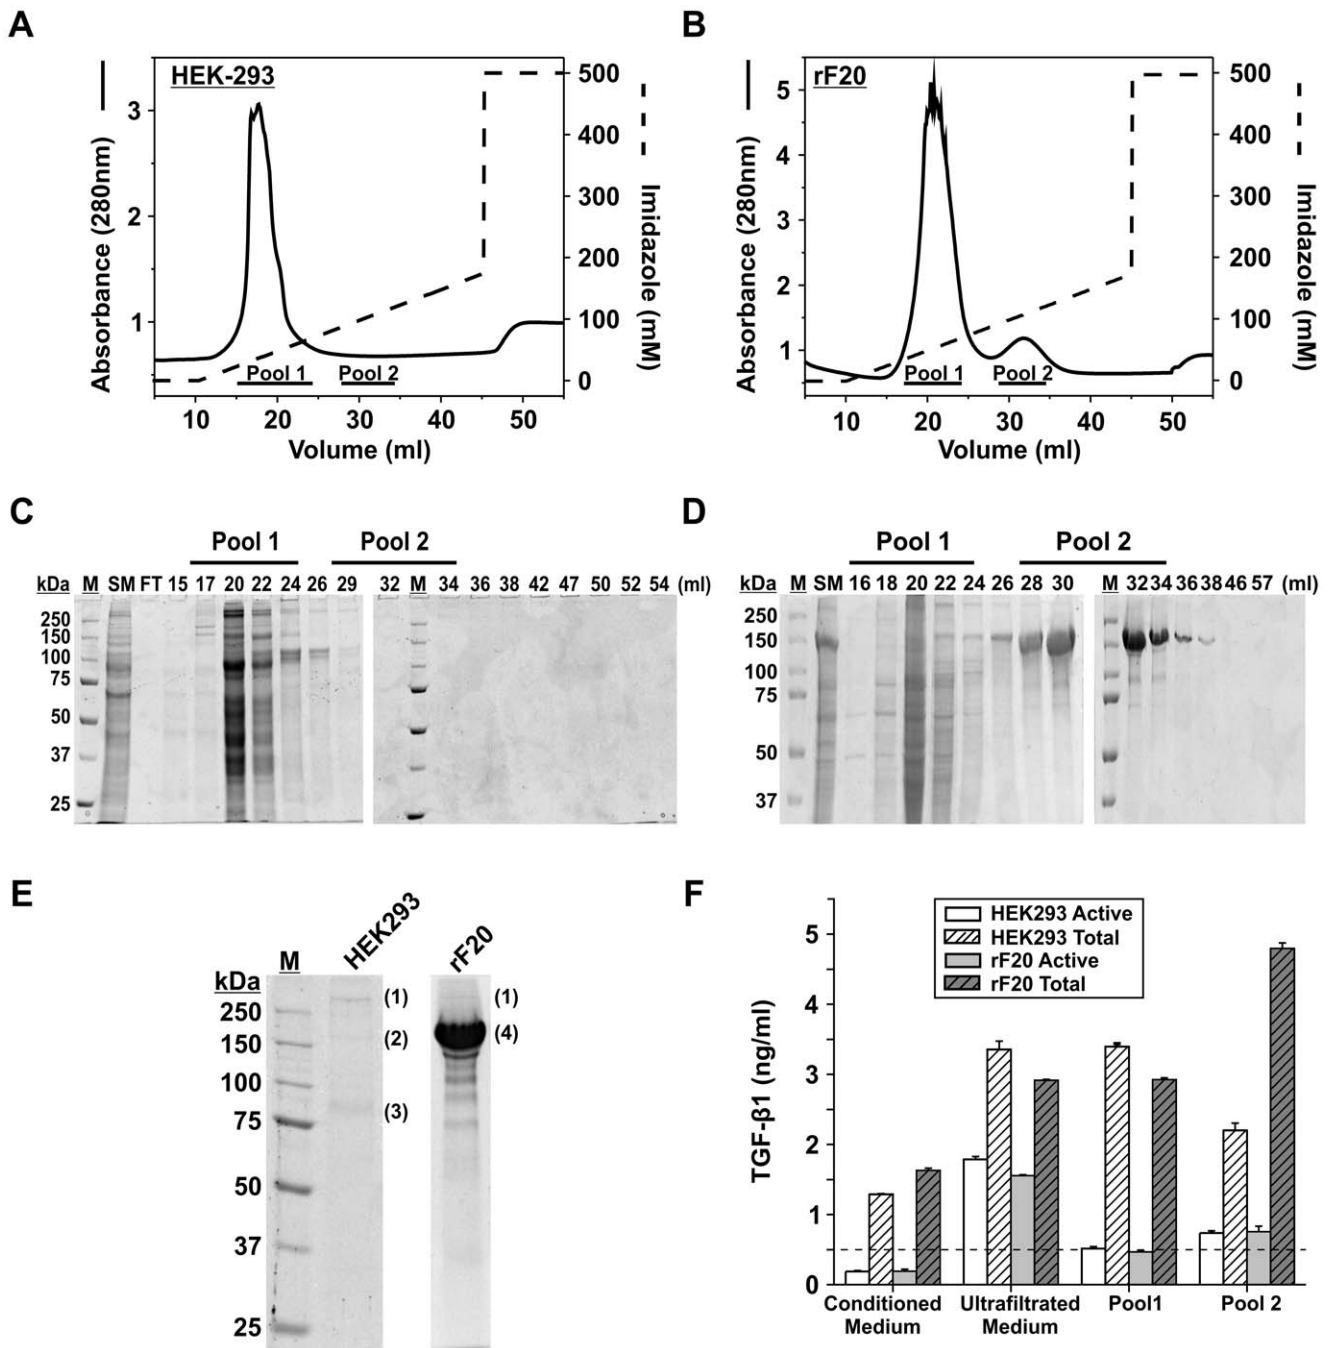 A
HEK-293
Absorbance (280nm)
3
2
1
500
400
300
200
100
0
Imidazole (mM)
Pool 1
Pool 2
10 20 30 40 50
Volume (ml)
B
rF20
Absorbance (280nm)
5
4
3
2
1
500
400
300
200
100
0
Imidazole (mM)
Pool 1
Pool 2
10 20 30 40 50
Volume (ml)
C
Pool 1 Pool 2
kDa M SM FT 15 17 20 22 24 26 29 32 M 34 36 38 42 47 50 52 54 (ml)
250
150
100
75
50
37
25
D
Pool 1 Pool 2
kDa M SM 16 18 20 22 24 26 28 30 M 32 34 36 38 46 57 (ml)
250
150
100
75
50
37
E
kDa M HEK293 rF20
250
150
100
75
50
37
25
(1)
(2)
(3)
(1)
(4)
F
HEK293 Active
HEK293 Total
rF20 Active
rF20 Total
TGF-β1 (ng/ml)
5
4
3
2
1
0
Conditioned Medium
Ultrafiltrated Medium
Pool1
Pool 2